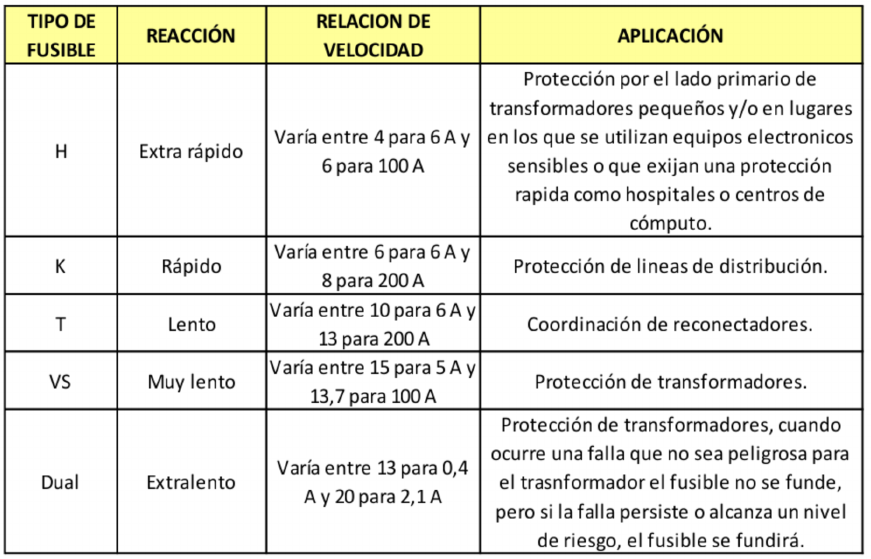 TIPO DE
FUSIBLE
REACCIÓN
RELACION DE
VELOCIDAD
APLICACIÓN
H
Extra rápido
Varía entre 4 para 6 A y
6 para 100 A
Protección por el lado primario de
transformadores pequeños y/o en lugares
en los que se utilizan equipos electronicos
sensibles o que exijan una protección
rapida como hospitales o centros de
cómputo.
K
Rápido
Varía entre 6 para 6 A y
8 para 200 A
Protección de lineas de distribución.
T
Lento
Varía entre 10 para 6 A y
13 para 200 A
Coordinación de reconectadores.
VS
Muy lento
Varía entre 15 para 5 A y
13,7 para 100 A
Protección de transformadores.
Dual
Extralento
Varía entre 13 para 0,4
A y 20 para 2,1 A
Protección de transformadores, cuando
ocurre una falla que no sea peligrosa para
el trasnformador el fusible no se funde,
pero si la falla persiste o alcanza un nivel
de riesgo, el fusible se fundirá.